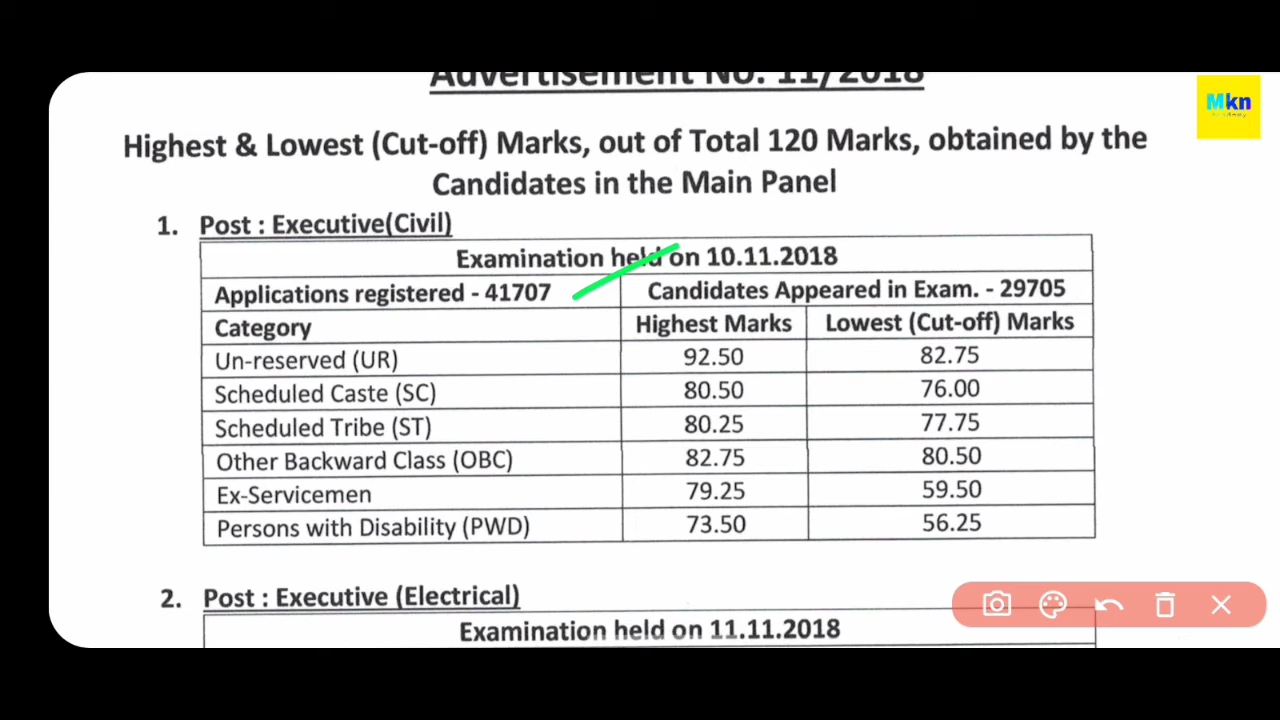 Advertisement No. 11/2018
Mkn
Highest & Lowest (Cut-off) Marks, out of Total 120 Marks, obtained by the
Candidates in the Main Panel
1. Post : Executive(Civil)
Examination held on 10.11.2018
Applications registered - 41707 Candidates Appeared in Exam. - 29705
Category Highest Marks Lowest (Cut-off) Marks
Un-reserved (UR) 92.50 82.75
Scheduled Caste (SC) 80.50 76.00
Scheduled Tribe (ST) 80.25 77.75
Other Backward Class (OBC) 82.75 80.50
Ex-Servicemen 79.25 59.50
Persons with Disability (PWD) 73.50 56.25
2. Post : Executive (Electrical)
Examination held on 11.11.2018